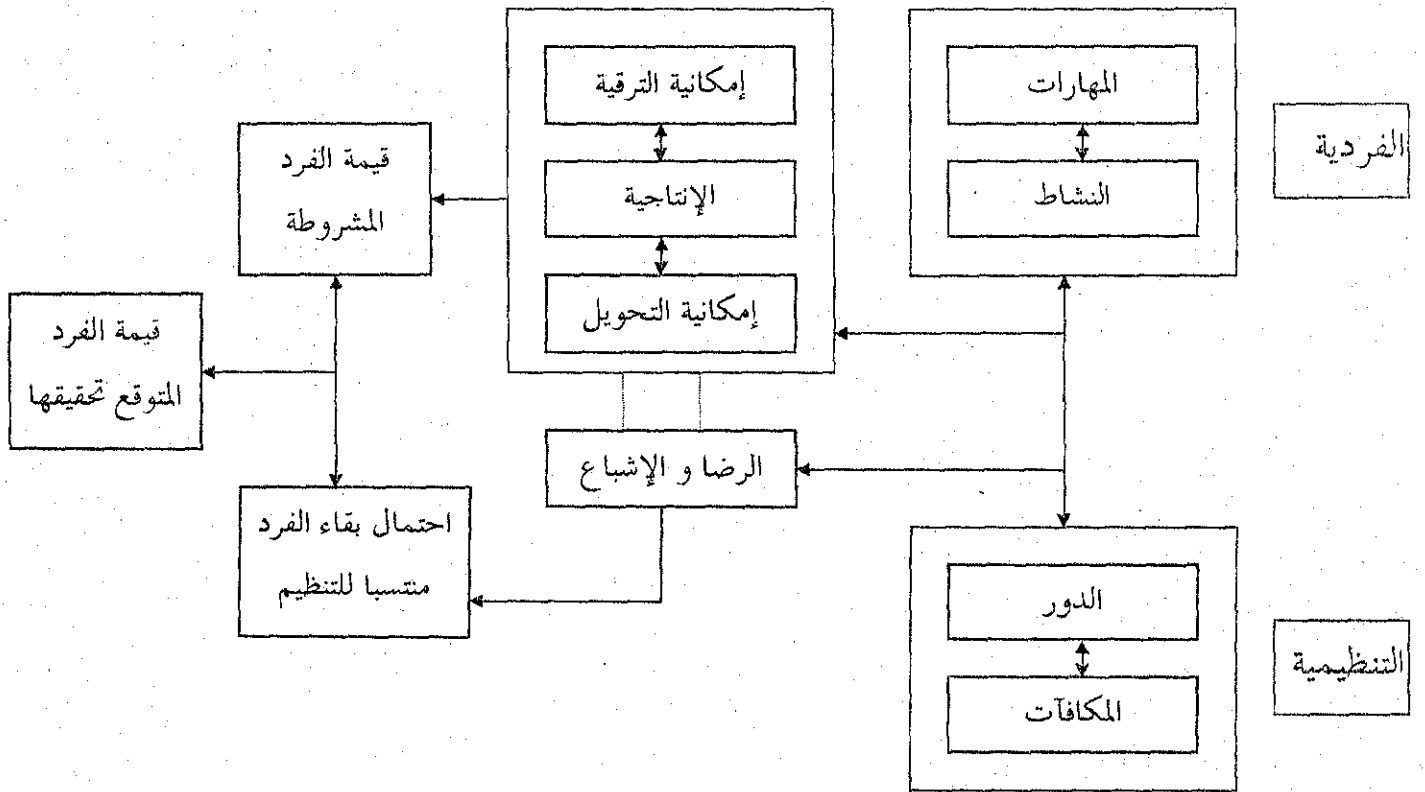 الفردية
المهارات
النشاط
إمكانية الترقية
الإنتاجية
إمكانية التحويل
قيمة الفرد
المشروطة
قيمة الفرد
المتوقع تحقيقها
الرضا و الإشباع
احتمال بقاء الفرد
منتسبا للتنظيم
التنظيمية
الدور
المكافآت